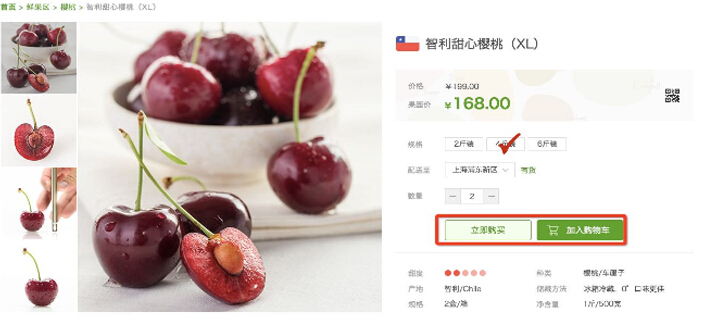 首页 > 鲜果区 > 樱桃 > 智利甜心樱桃（XL）
智利甜心樱桃（XL）
价格 ￥199.00
果园价 ￥168.00
规格 2斤装 4斤装 6斤装
配送至 上海浦东新区 有货
数量 — 2 —
立即购买 加入购物车
甜度 种类 樱桃/车厘子
产地 智利/Chile 储藏方法 冰箱冷藏，0°口味更佳
规格 2盒/箱 净含量 1斤/500克